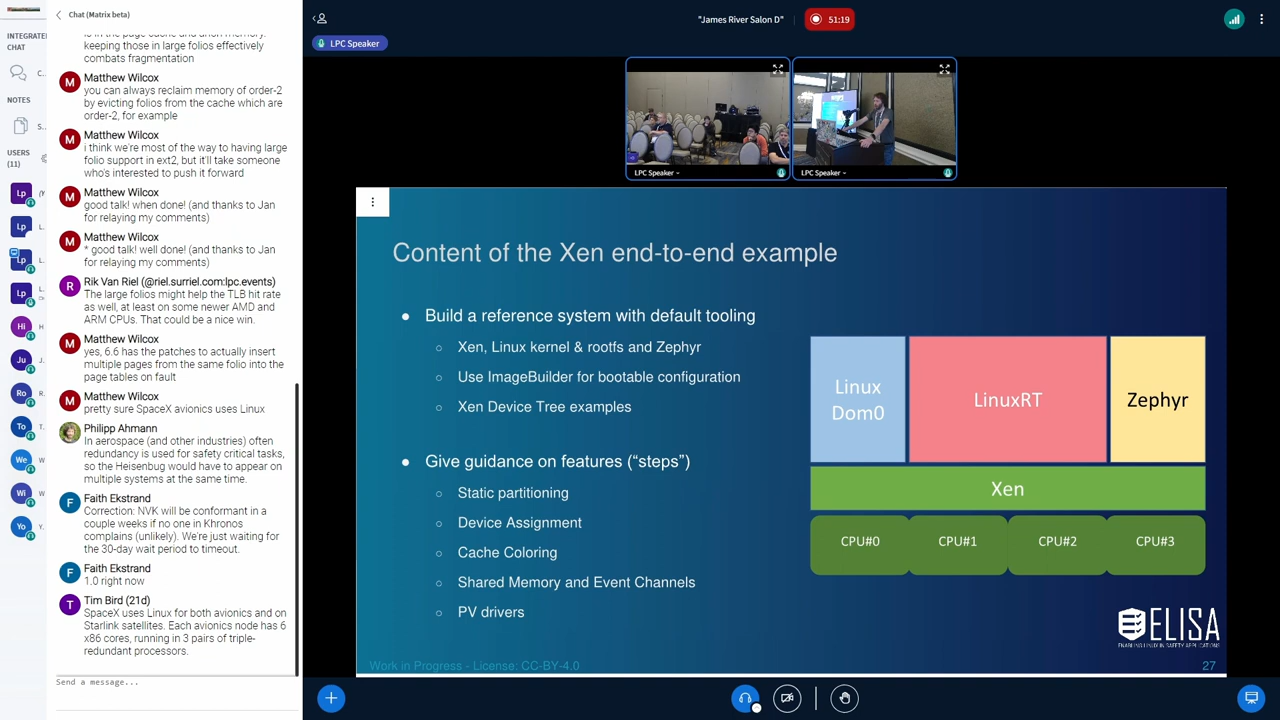 Chat (Matrix beta)
INTEGRATE
CHAT
C...
NOTES
S...
USERS
(11)
is in the page cache and anon memory.
keeping those in large folios effectively
combats fragmentation
M
Matthew Wilcox
you can always reclaim memory of order-2
by evicting folios from the cache which are
order-2, for example
M
Matthew Wilcox
i think we're most of the way to having large
folio support in ext2, but it'll take someone
who's interested to push it forward
M
Matthew Wilcox
good talk! when done! (and thanks to Jan
for relaying my comments)
M
Matthew Wilcox
* good talk! well done! (and thanks to Jan
for relaying my comments)
R
Rik Van Riel (@riel.surriel.com:lpc.events)
The large folios might help the TLB hit rate
as well, at least on some newer AMD and
ARM CPUs. That could be a nice win.
M
Matthew Wilcox
yes, 6.6 has the patches to actually insert
multiple pages from the same folio into the
page tables on fault
M
Matthew Wilcox
pretty sure SpaceX avionics uses Linux
Philipp Ahmann
In aerospace (and other industries) often
redundancy is used for safety critical tasks,
so the Heisenbug would have to appear on
multiple systems at the same time.
F
Faith Ekstrand
Correction: NVK will be conformant in a
couple weeks if no one in Khronos
complains (unlikely). We're just waiting for
the 30-day wait period to timeout.
F
Faith Ekstrand
1.0 right now
T
Tim Bird (21d)
SpaceX uses Linux for both avionics and on
Starlink satellites. Each avionics node has 6
x86 cores, running in 3 pairs of triple-
redundant processors.
Send a message...
Lp
Lp
Lp
L.
Lp
L.
Hi
H
Ju
J.
Ro
R.
To
T.
We
W
Wi
W
Yo
Y.
"James River Salon D"
51:19
LPC Speaker
LPC Speaker
LPC Speaker
Content of the Xen end-to-end example
Build a reference system with default tooling
Xen, Linux kernel & rootfs and Zephyr
Use ImageBuilder for bootable configuration
Xen Device Tree examples
Give guidance on features (“steps”)
Static partitioning
Device Assignment
Cache Coloring
Shared Memory and Event Channels
PV drivers
Linux
Dom0
LinuxRT
Zephyr
Xen
CPU#0
CPU#1
CPU#2
CPU#3
ELISA
ENABLING LINUX IN SAFETY APPLICATIONS
Work in Progress - License: CC-BY-4.0
27